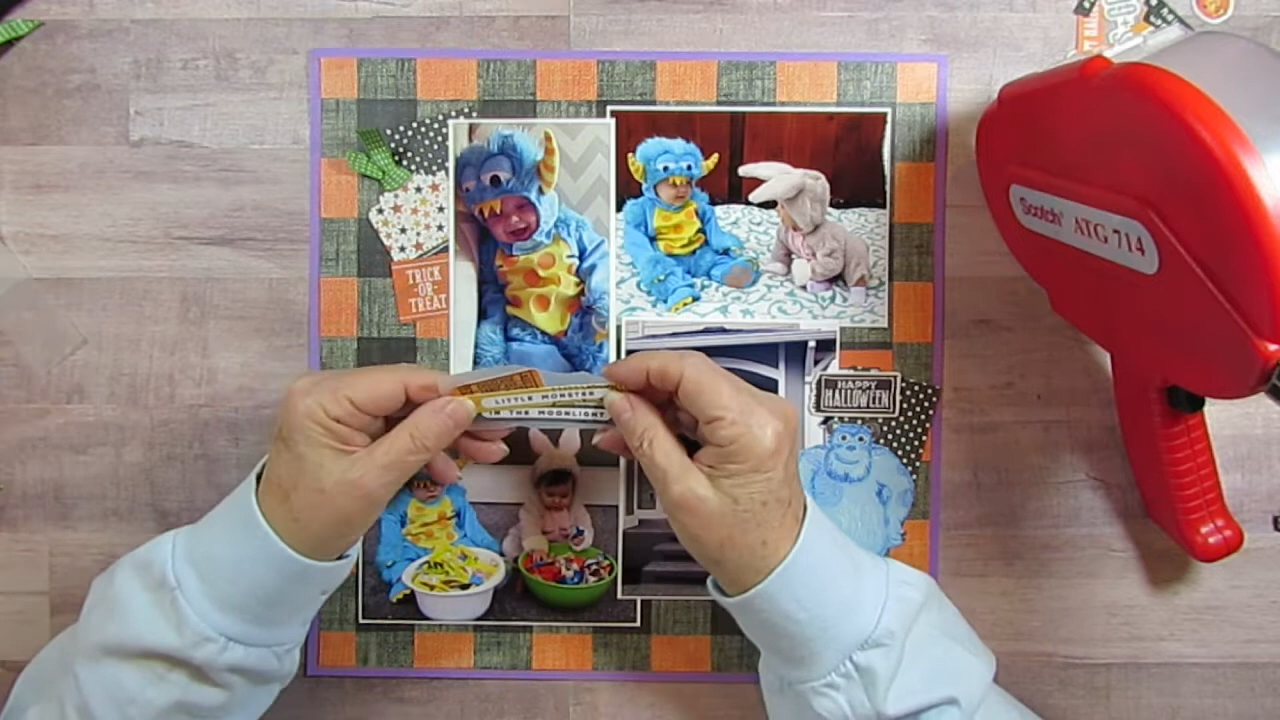 TRICK
-OR-
TREAT
Scotch® ATG 714
HAPPY
HALLOWEEN
LITTLE MONSTER
IN THE MOONLIGHT